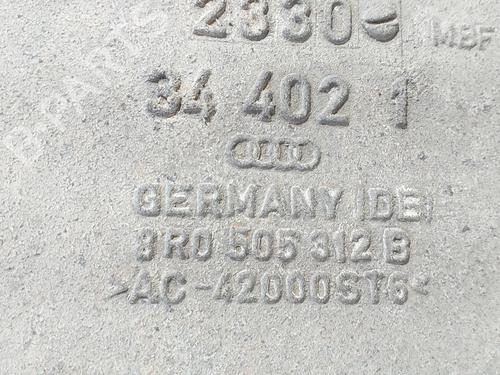 2330
MBF
34 402 1
GERMANY (DE)
8R0 505 312 B
>AC-42000ST6<